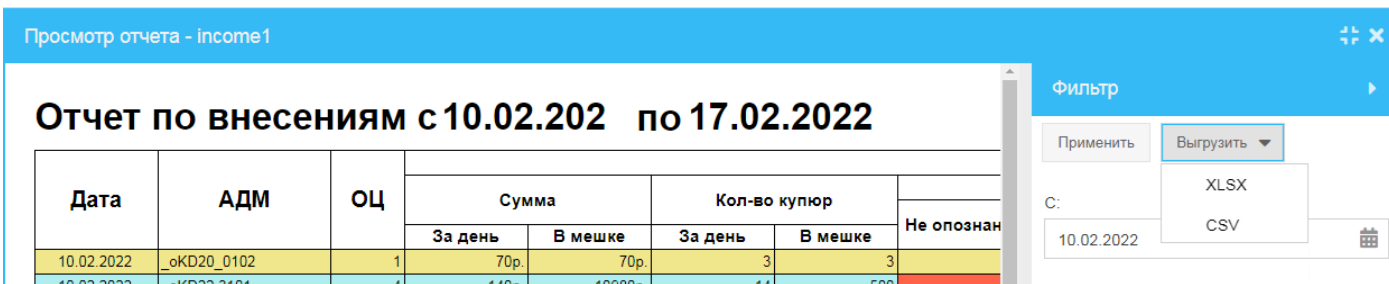 Просмотр отчета - income1
Фильтр
Отчет по внесениям с 10.02.202 по 17.02.2022
Применить Выгрузить
XLSX
CSV
С:
10.02.2022
Дата АДМ ОЦ Сумма Кол-во купюр
Не опознан
За день В мешке За день В мешке
10.02.2022 _oKD20_0102 1 70р. 70р. 3 3